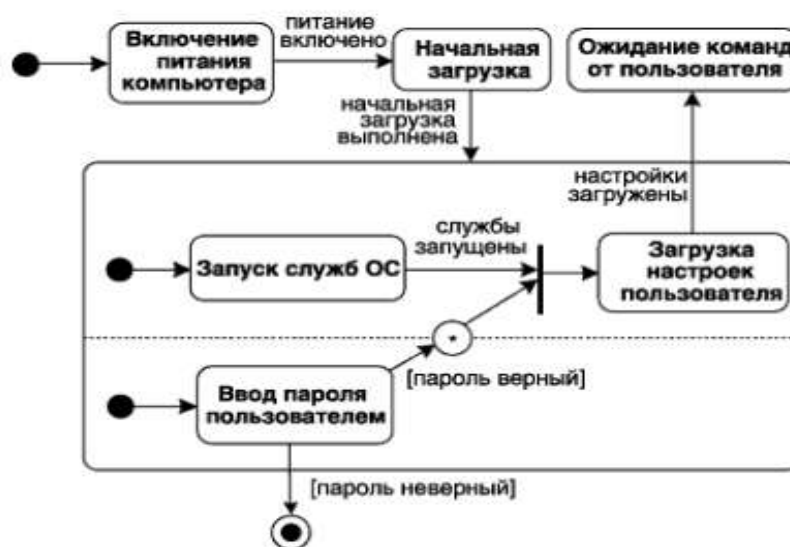 Включение
питания
компьютера
питание
включено
Начальная
загрузка
Ожидание команд
от пользователя
начальная
загрузка
выполнена
настройки
загружены
Запуск служб ОС
службы
запущены
Загрузка
настроек
пользователя
*
[пароль верный]
Ввод пароля
пользователем
[пароль неверный]